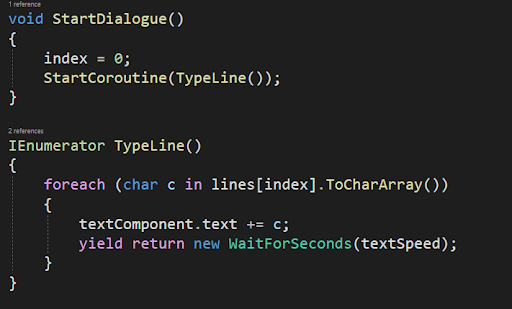 1 reference
void StartDialogue()
{
index = 0;
StartCoroutine(TypeLine());
}
2 references
IEnumerator TypeLine()
{
foreach (char c in lines[index].ToCharArray())
{
textComponent.text += c;
yield return new WaitForSeconds(textSpeed);
}
}